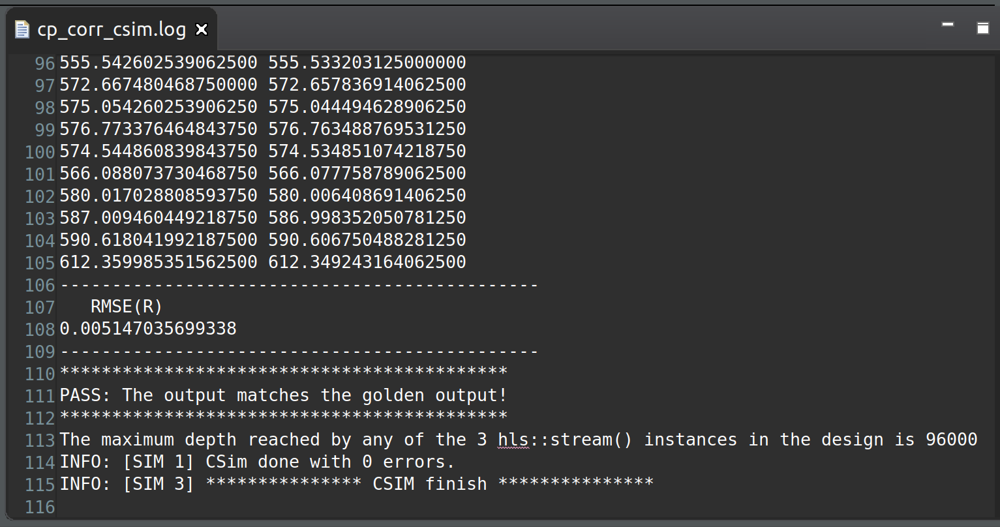 cp_corr_csim.log
96 555.542602539062500 555.533203125000000
97 572.667480468750000 572.657836914062500
98 575.054260253906250 575.044494628906250
99 576.773376464843750 576.763488769531250
100 574.544860839843750 574.534851074218750
101 566.088073730468750 566.077758789062500
102 580.017028808593750 580.006408691406250
103 587.009460449218750 586.998352050781250
104 590.618041992187500 590.606750488281250
105 612.359985351562500 612.349243164062500
106 ----------------------------------------------
107    RMSE(R)
108 0.005147035699338
109 ----------------------------------------------
110 *******************************************
111 PASS: The output matches the golden output!
112 *******************************************
113 The maximum depth reached by any of the 3 hls::stream() instances in the design is 96000
114 INFO: [SIM 1] CSim done with 0 errors.
115 INFO: [SIM 3] *************** CSIM finish ***************
116